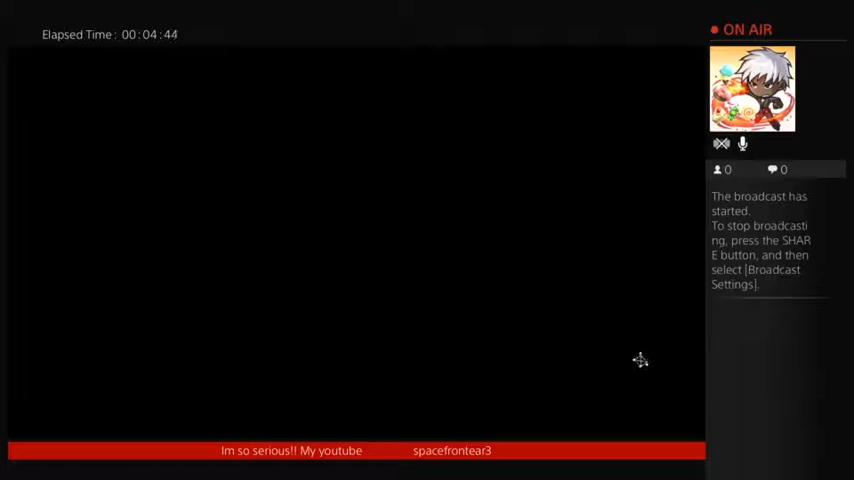 Elapsed Time: 00:04:44
ON AIR
0 0
The broadcast has
started.
To stop broadcasti
ng, press the SHAR
E button, and then
select [Broadcast
Settings].
Im so serious!! My youtube spacefrontear3